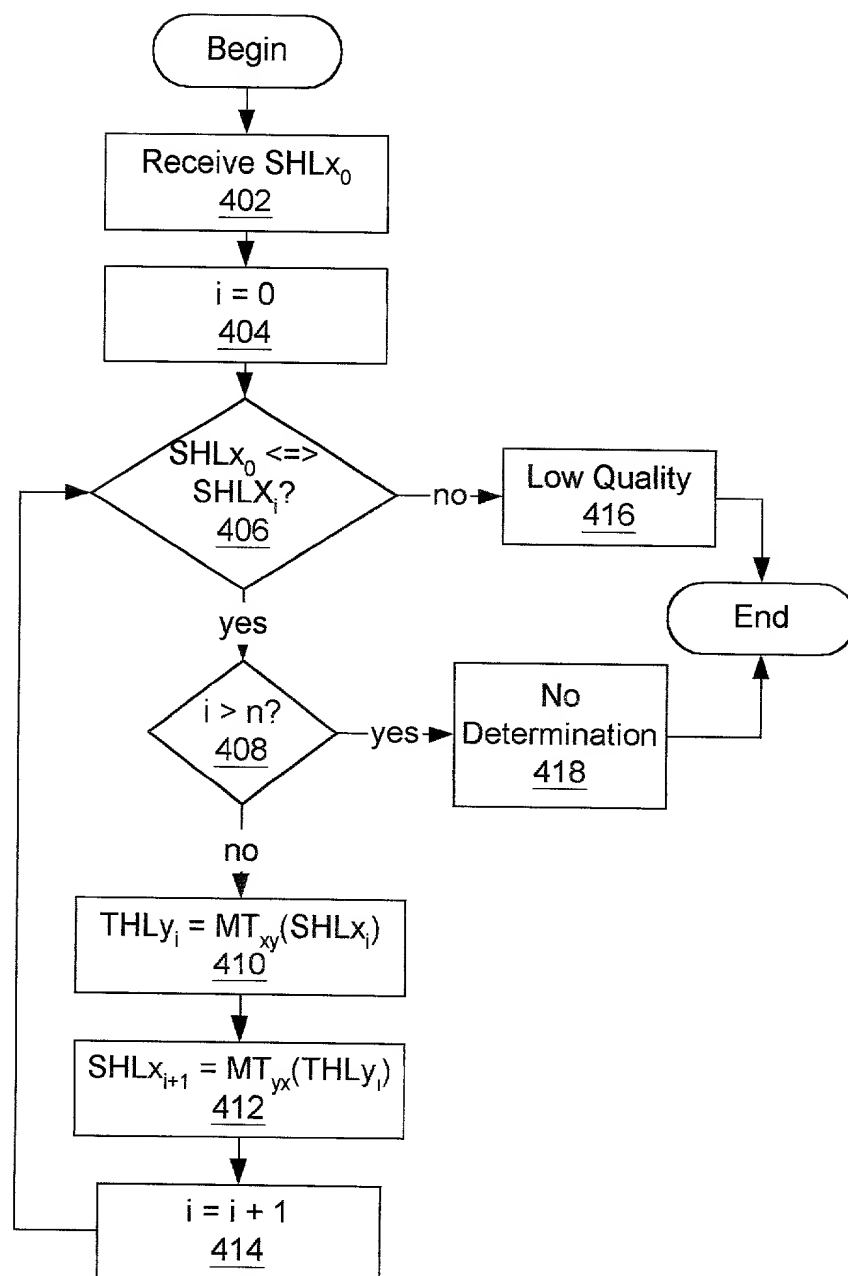 Begin
Receive SHLx₀
402
i = 0
404
SHLx₀ <=>
SHLXᵢ?
406
no
Low Quality
416
End
yes
i > n?
408
yes
No
Determination
418
no
THLyᵢ = MTxy(SHLxᵢ)
410
SHLxᵢ₊₁ = MTyx(THLyᵢ)
412
i = i + 1
414